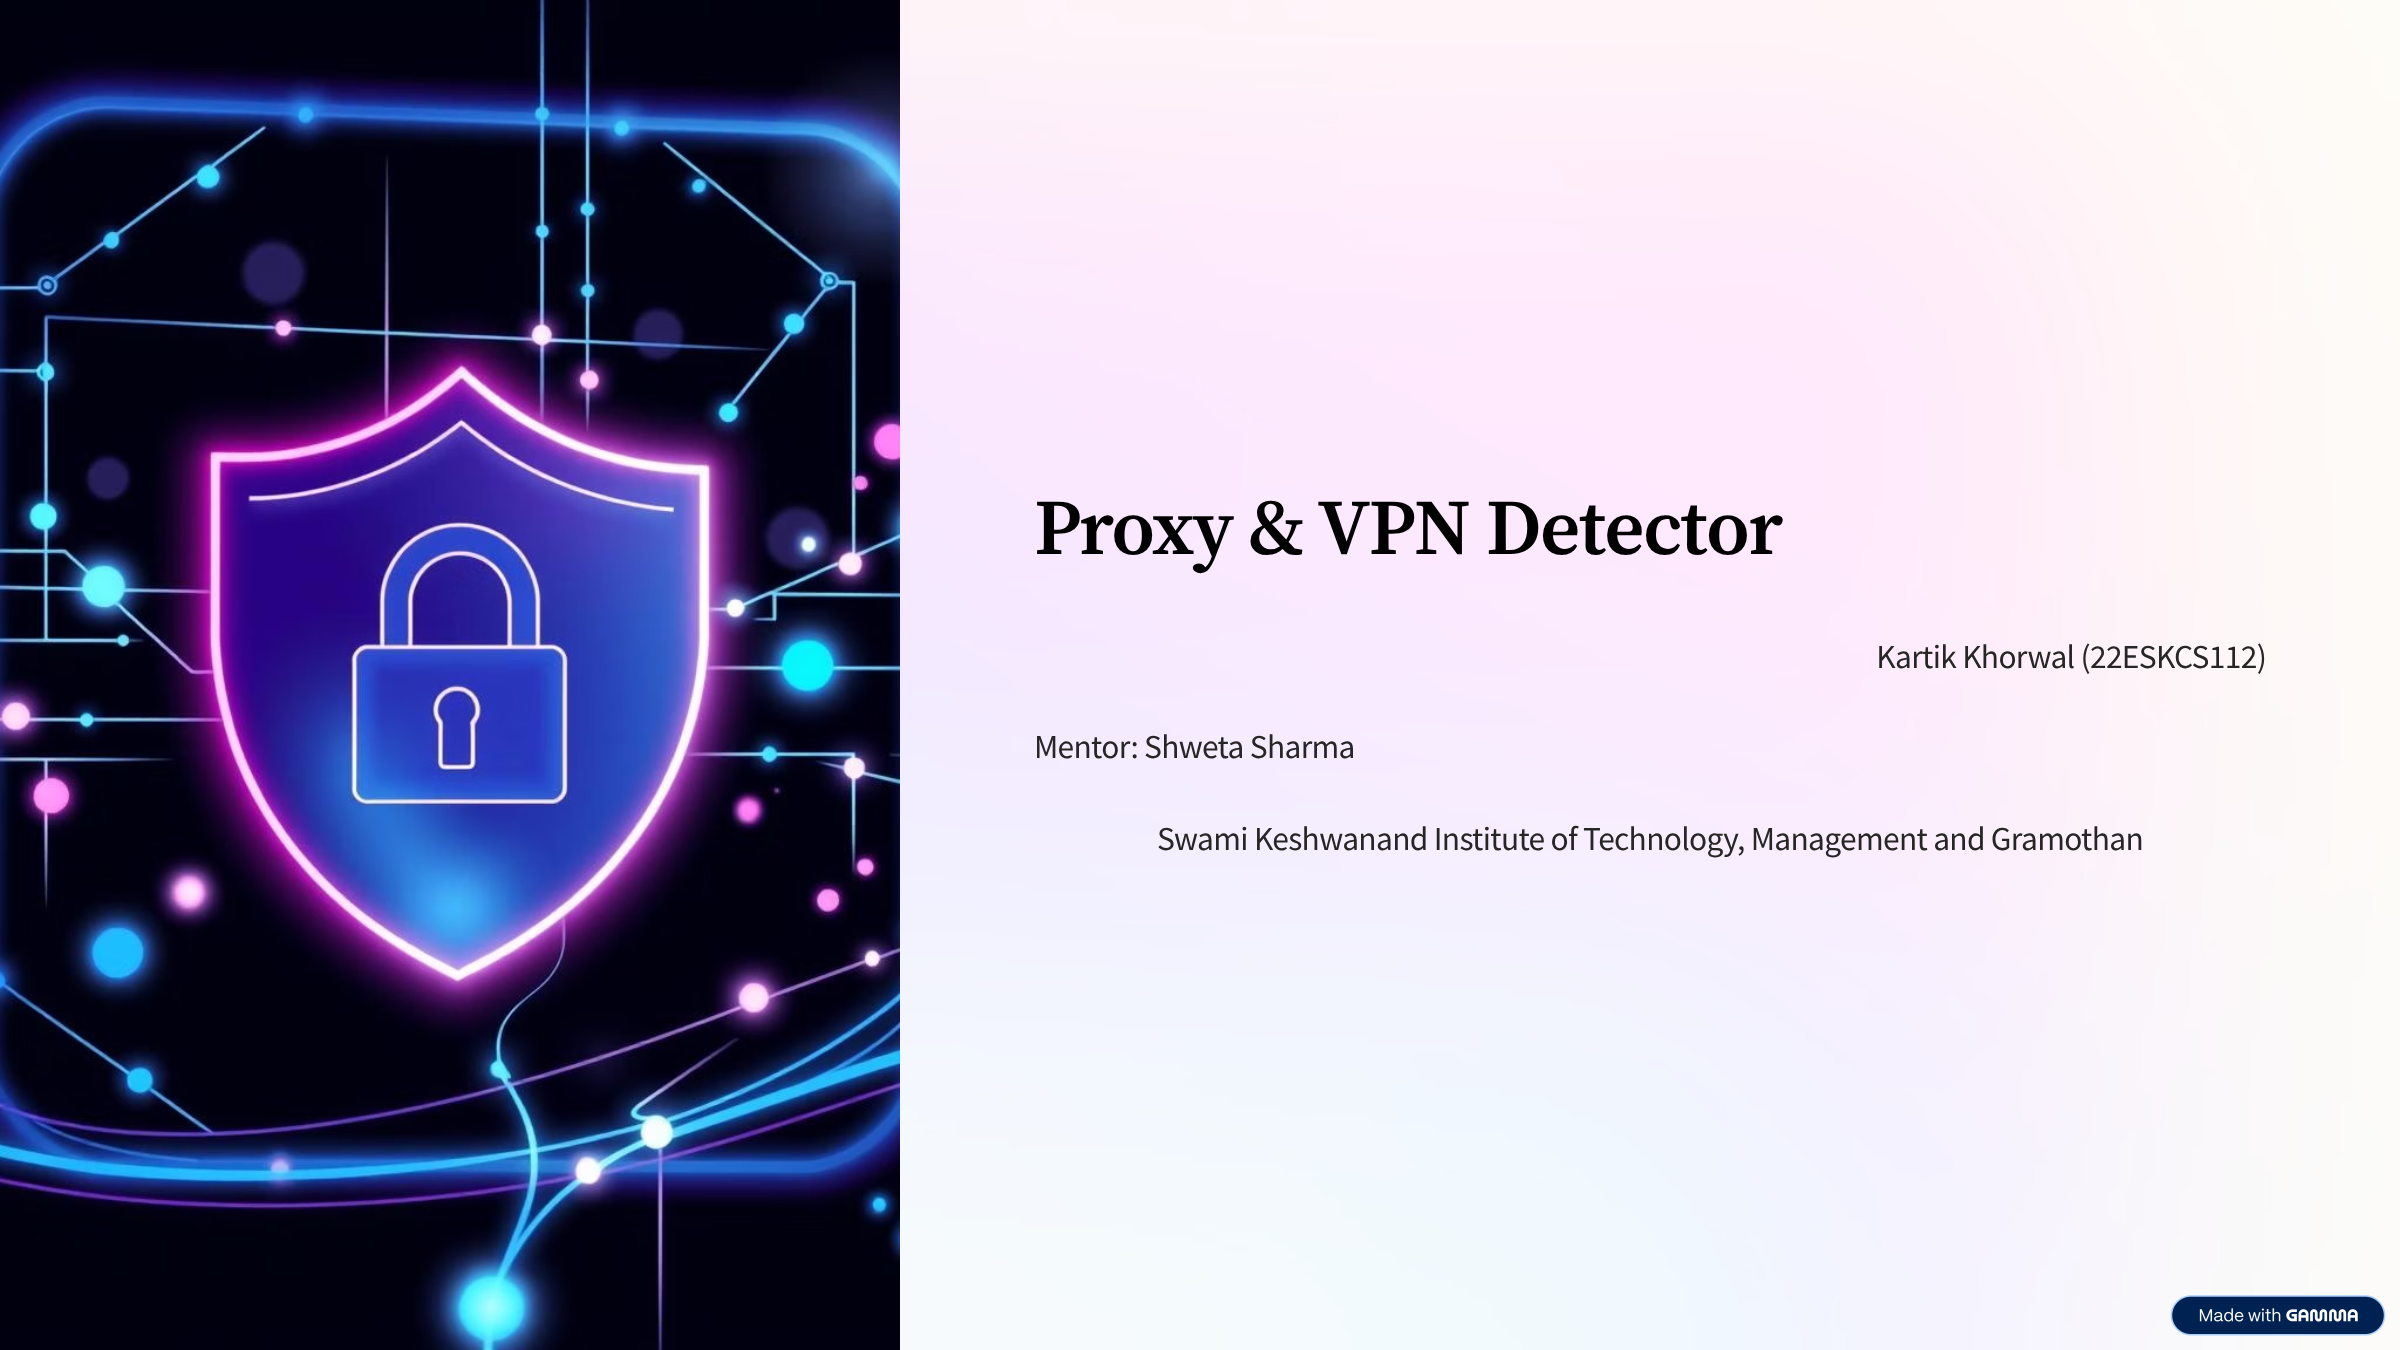 Proxy & VPN Detector
Kartik Khorwal (22ESKCS112)
Mentor: Shweta Sharma
Swami Keshwanand Institute of Technology, Management and Gramothan
Made with GAMMA